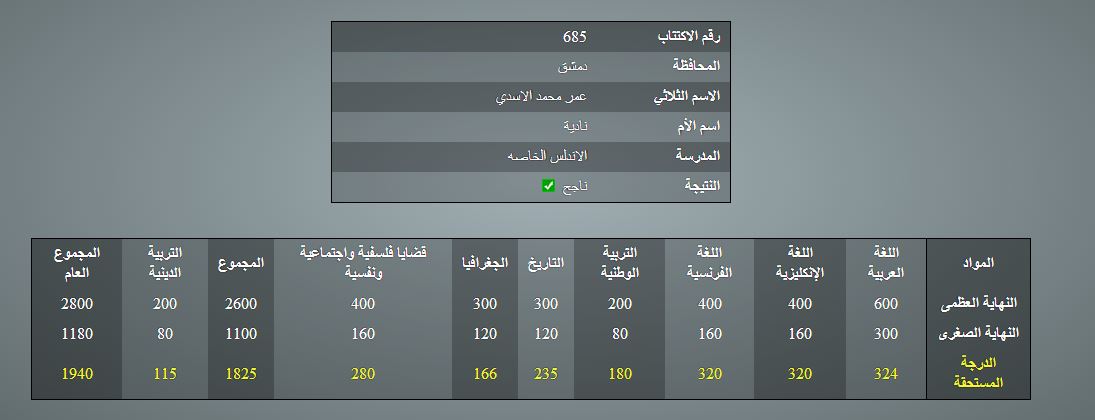 رقم الاكتتاب 685
المحافظة دمشق
الاسم الثلاثي عمر محمد الاسدي
اسم الأم نادية
المدرسة الاندلس الخاصه
النتيجة ناجح
المواد اللغة العربية اللغة الإنكليزية اللغة الفرنسية التربية الوطنية التاريخ الجغرافيا قضايا فلسفية واجتماعية ونفسية المجموع التربية الدينية المجموع العام
النهاية العظمى 600 400 400 200 300 300 400 2600 200 2800
النهاية الصغرى 300 160 160 80 120 120 160 1100 80 1180
الدرجة المستحقة 324 320 320 180 235 166 280 1825 115 1940